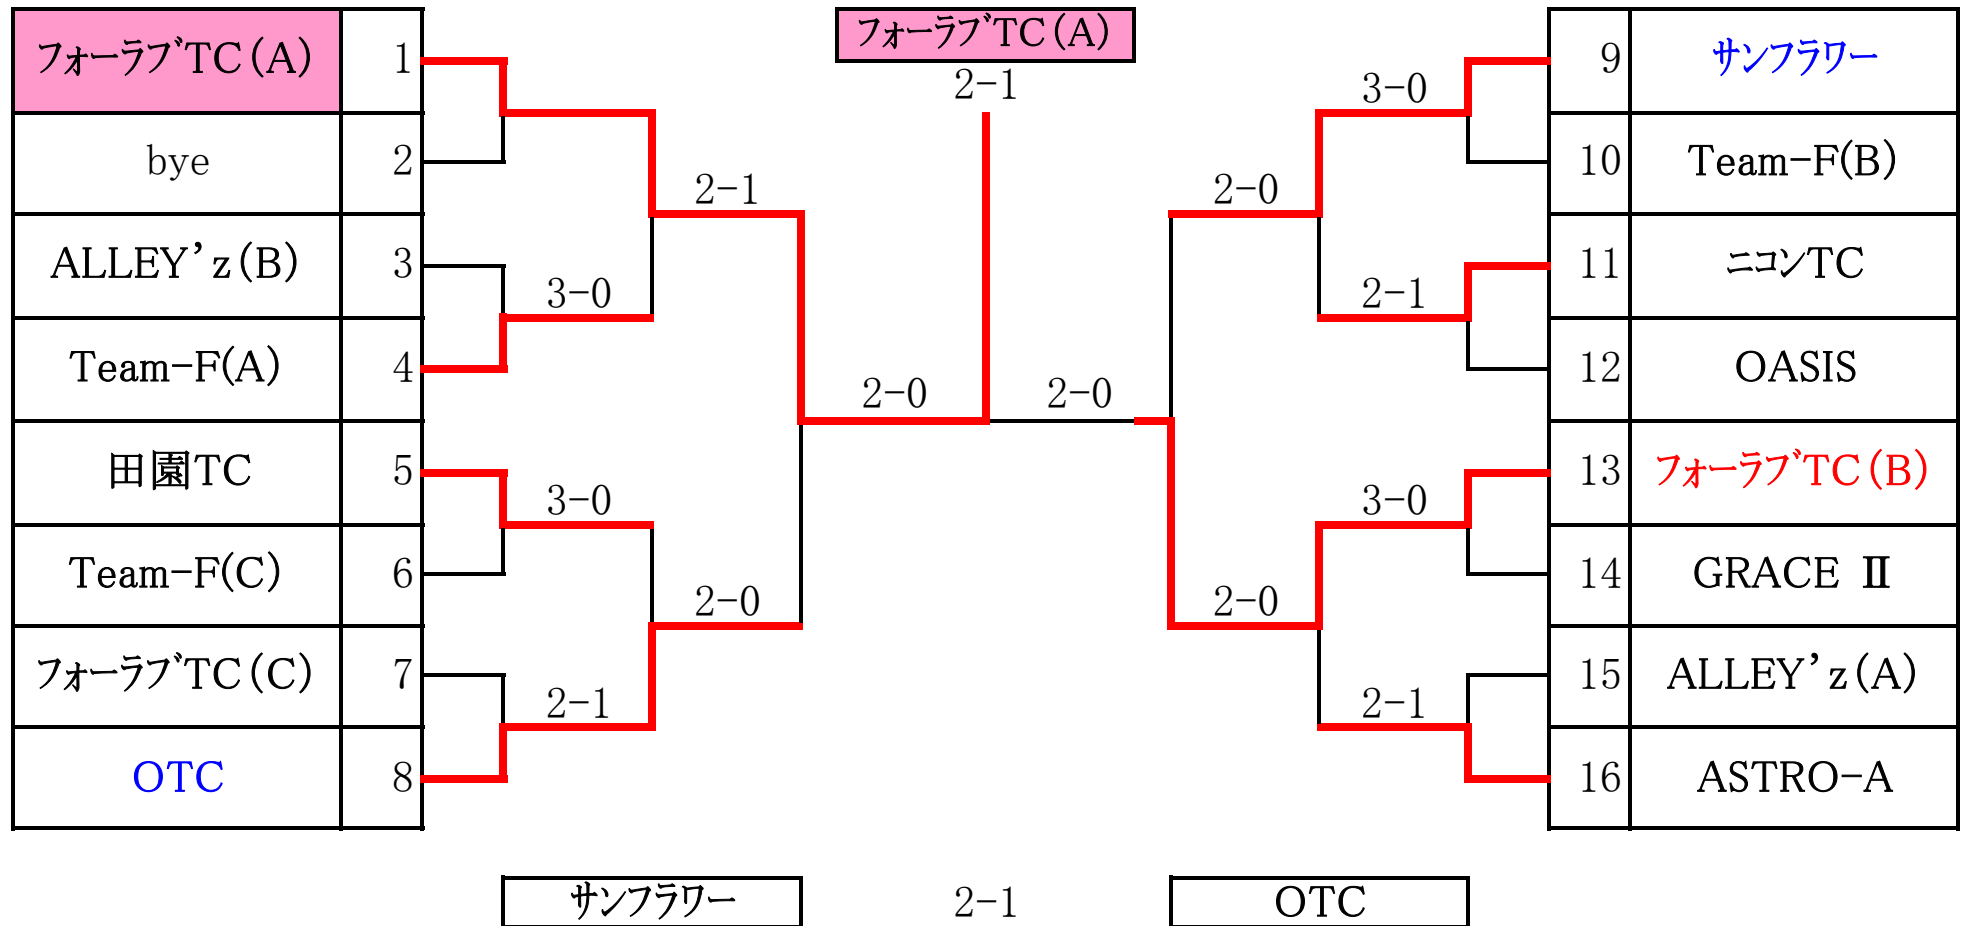 フォーラブTC(A) 1
bye 2
ALLEY’z(B) 3
Team-F(A) 4
田園TC 5
Team-F(C) 6
フォーラブTC(C) 7
OTC 8
3-0
3-0
2-1
2-1
2-0
2-0
フォーラブTC(A)
2-1
2-0
2-0
2-0
3-0
2-1
3-0
2-1
9 サンフラワー
10 Team-F(B)
11 ニコンTC
12 OASIS
13 フォーラブTC(B)
14 GRACE Ⅱ
15 ALLEY’z(A)
16 ASTRO-A
サンフラワー 2-1 OTC